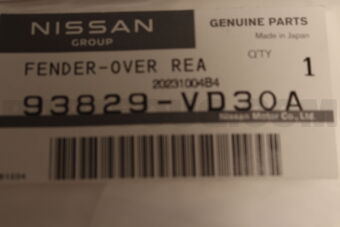 NISSAN
GROUP
GENUINE PARTS
Made in Japan
FENDER-OVER REA
Q'TY
1
20231004B4
93829-VD30A
Nissan Motor Co., Ltd.